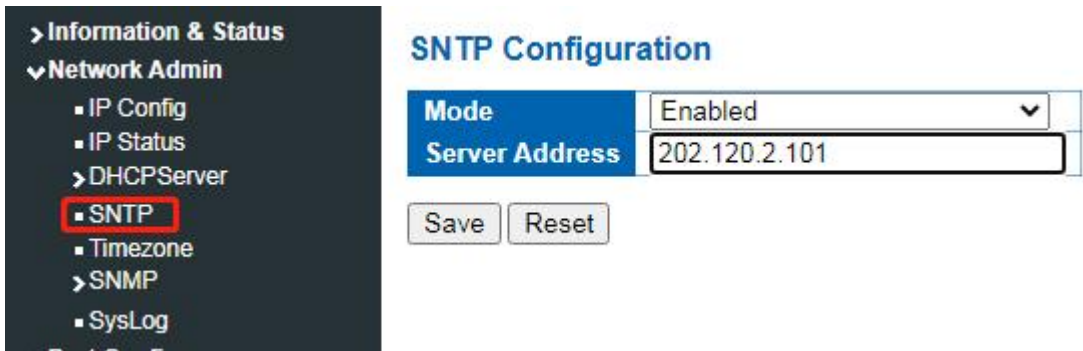 Information & Status
Network Admin
IP Config
IP Status
DHCPServer
SNTP
Timezone
SNMP
SysLog
SNTP Configuration
Mode Enabled
Server Address 202.120.2.101
Save Reset